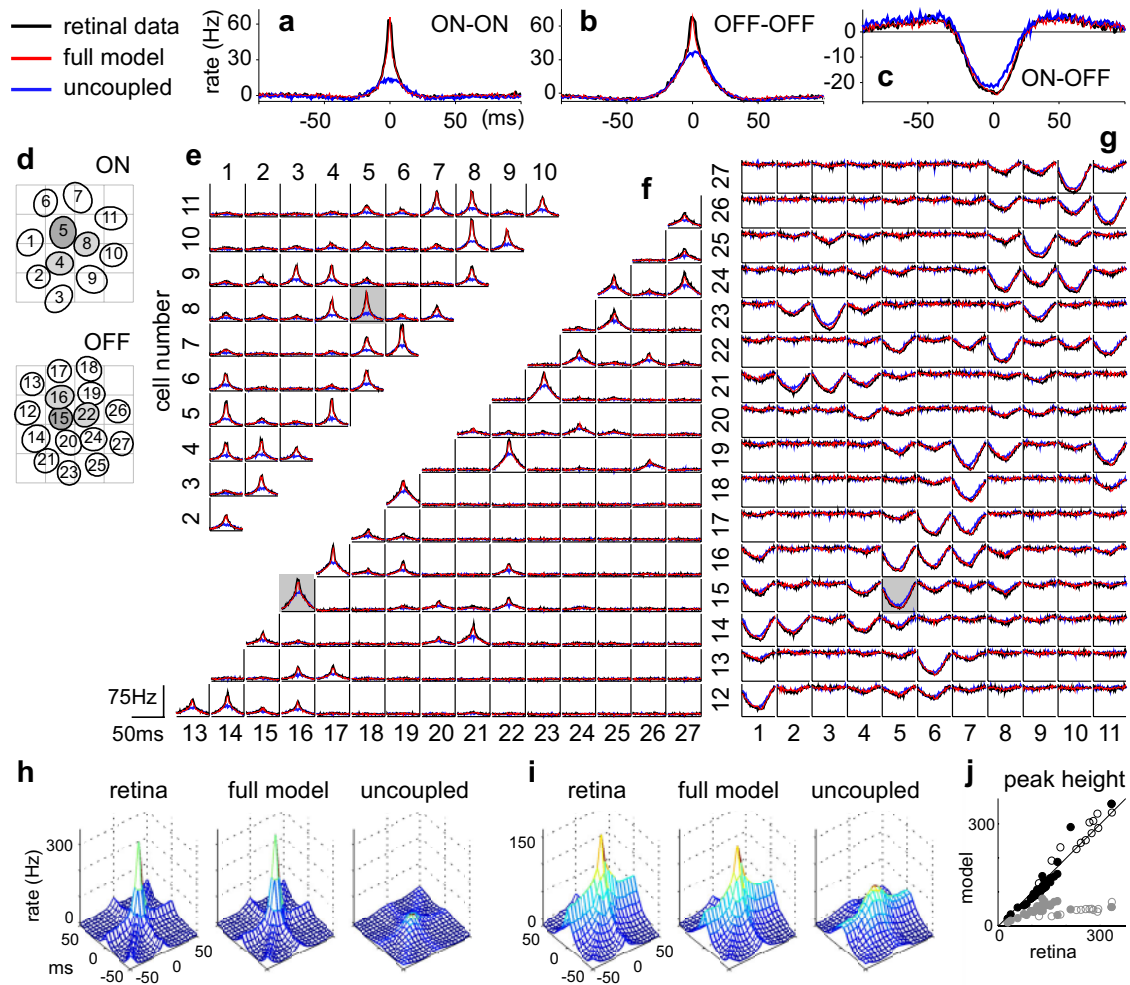 retinal data
full model
uncoupled
a ON-ON
rate (Hz)
60
30
0
-50 0 50 (ms)
b OFF-OFF
60
30
0
-50 0 50
c ON-OFF
0
-10
-20
-50 0 50
d
ON
6 7 11 5 1 8 10 2 4 9 3
OFF
17 18 13 16 19 12 15 22 26 14 20 24 27 21 23 25
e
1 2 3 4 5 6 7 8 9 10
cell number
11
10
9
8
7
6
5
4
3
2
f
75Hz
50ms
13 14 15 16 17 18 19 20 21 22 23 24 25 26 27
g
27
26
25
24
23
22
21
20
19
18
17
16
15
14
13
12
1 2 3 4 5 6 7 8 9 10 11
h
retina full model uncoupled
rate (Hz)
300
150
0
50
ms
0
-50
-50
0
50
i
retina full model uncoupled
150
100
50
0
50
0
-50
-50
0
50
j peak height
model
300
0
0 300
retina